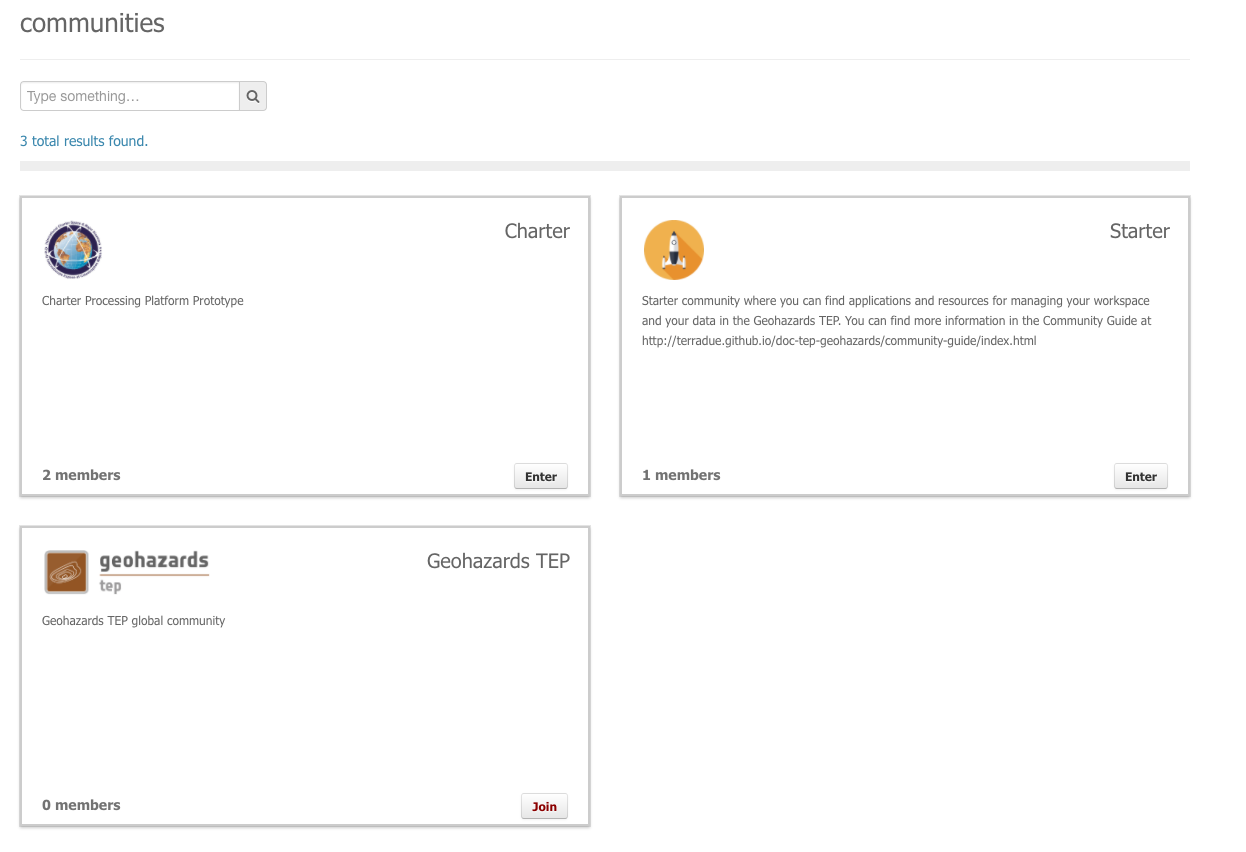 communities
Type something...
3 total results found.
Charter
Charter Processing Platform Prototype
2 members
Enter
Starter
Starter community where you can find applications and resources for managing your workspace
and your data in the Geohazards TEP. You can find more information in the Community Guide at
http://terradue.github.io/doc-tep-geohazards/community-guide/index.html
1 members
Enter
geohazards
tep
Geohazards TEP
Geohazards TEP global community
0 members
Join